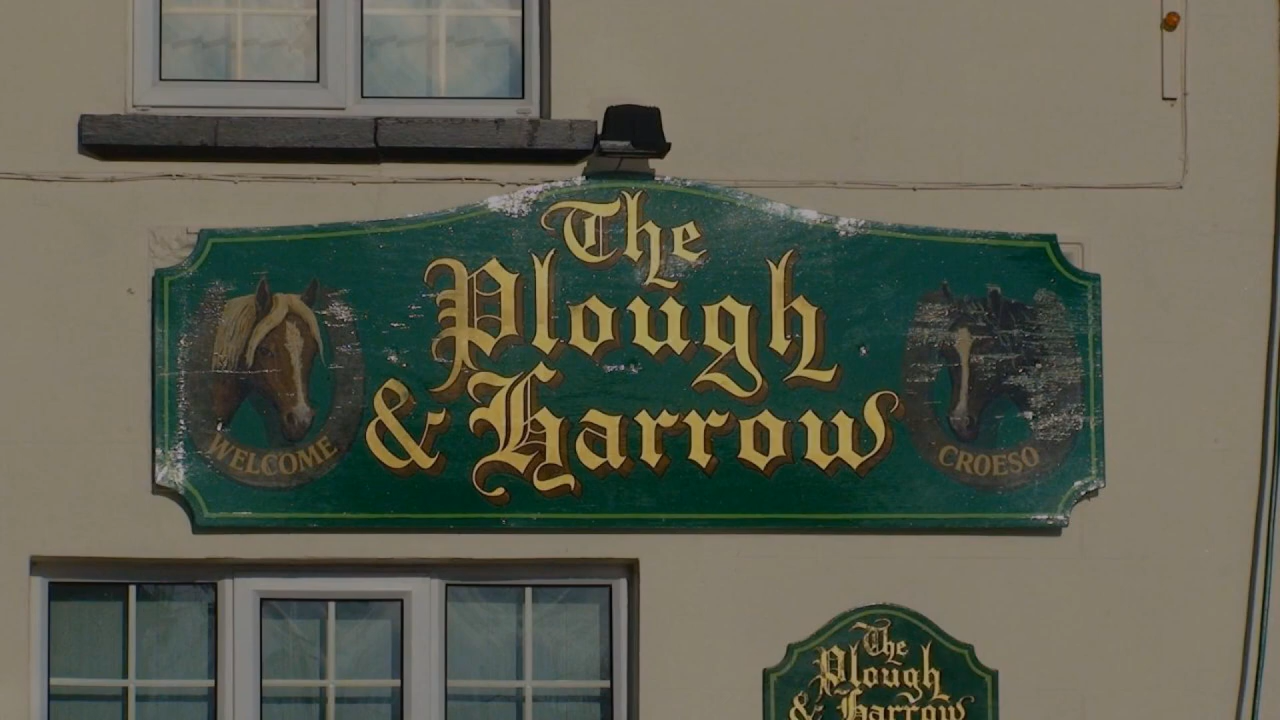 The
Plough
& Harrow
WELCOME
CROESO
The
Plough
& Harrow